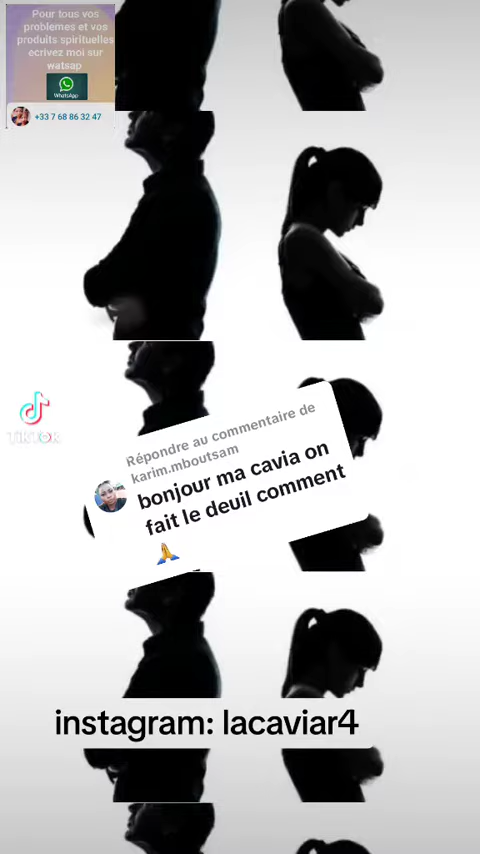 Pour tous vos
problemes et vos
produits spirituelles
ecrivez moi sur
watsap
WhatsApp
+33 7 68 86 32 47
TikTok
Répondre au commentaire de
karim.mboutsam
bonjour ma cavia on
fait le deuil comment
🙏
instagram: lacaviar4